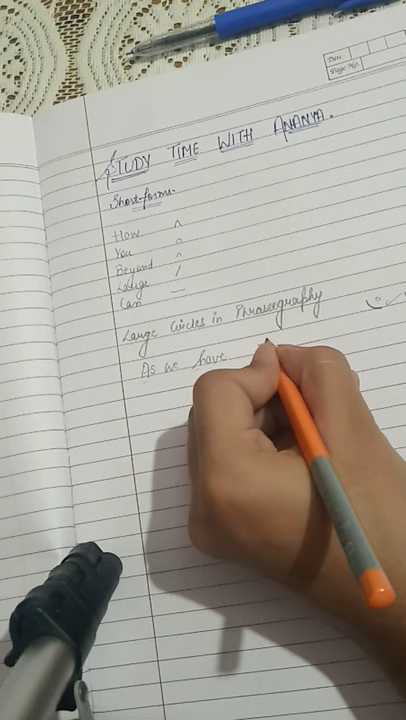 Date
Page No.
STUDY TIME WITH ANANYA.
Short-forms-
How
You
Beyond
Large
Can
Large Circles in Phraseography
As we have